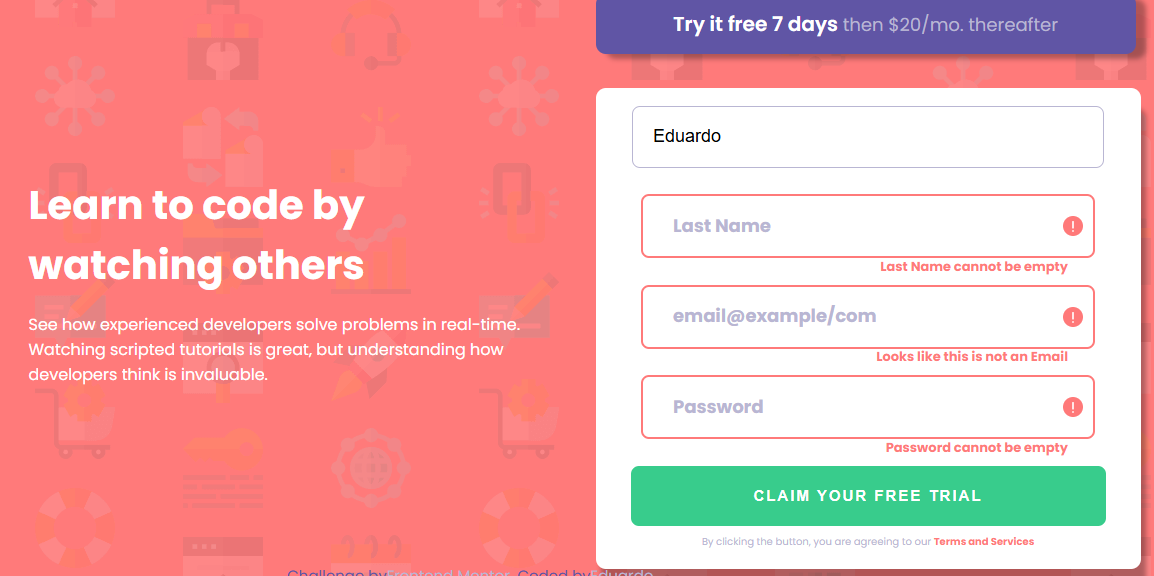 Try it free 7 days then $20/mo. thereafter
Learn to code by
watching others
See how experienced developers solve problems in real-time.
Watching scripted tutorials is great, but understanding how
developers think is invaluable.
Eduardo
Last Name
Last Name cannot be empty
email@example/com
Looks like this is not an Email
Password
Password cannot be empty
CLAIM YOUR FREE TRIAL
By clicking the button, you are agreeing to our Terms and Services
Challenge by Frontend Mentor. Coded by Eduardo